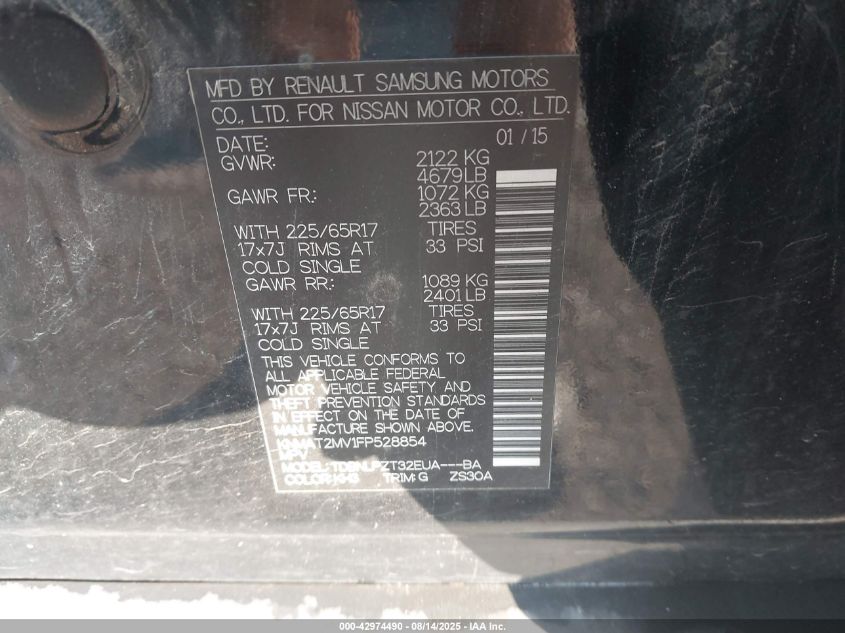 MFD BY RENAULT SAMSUNG MOTORS
CO., LTD. FOR NISSAN MOTOR CO., LTD.
DATE: 01 / 15
GVWR: 2122 KG
4679 LB
GAWR FR.: 1072 KG
2363 LB
WITH 225/65R17 TIRES
17x7J RIMS AT 33 PSI
COLD SINGLE
GAWR RR.: 1089 KG
2401 LB
WITH 225/65R17 TIRES
17x7J RIMS AT 33 PSI
COLD SINGLE
THIS VEHICLE CONFORMS TO
ALL APPLICABLE FEDERAL
MOTOR VEHICLE SAFETY AND
THEFT PREVENTION STANDARDS
IN EFFECT ON THE DATE OF
MANUFACTURE SHOWN ABOVE.
KNMAT2MV1FP528854
MPV
MODEL: BA
COLOR: TRIM: G ZS30A
000-42974490 - 08/14/2025 - IAA Inc.